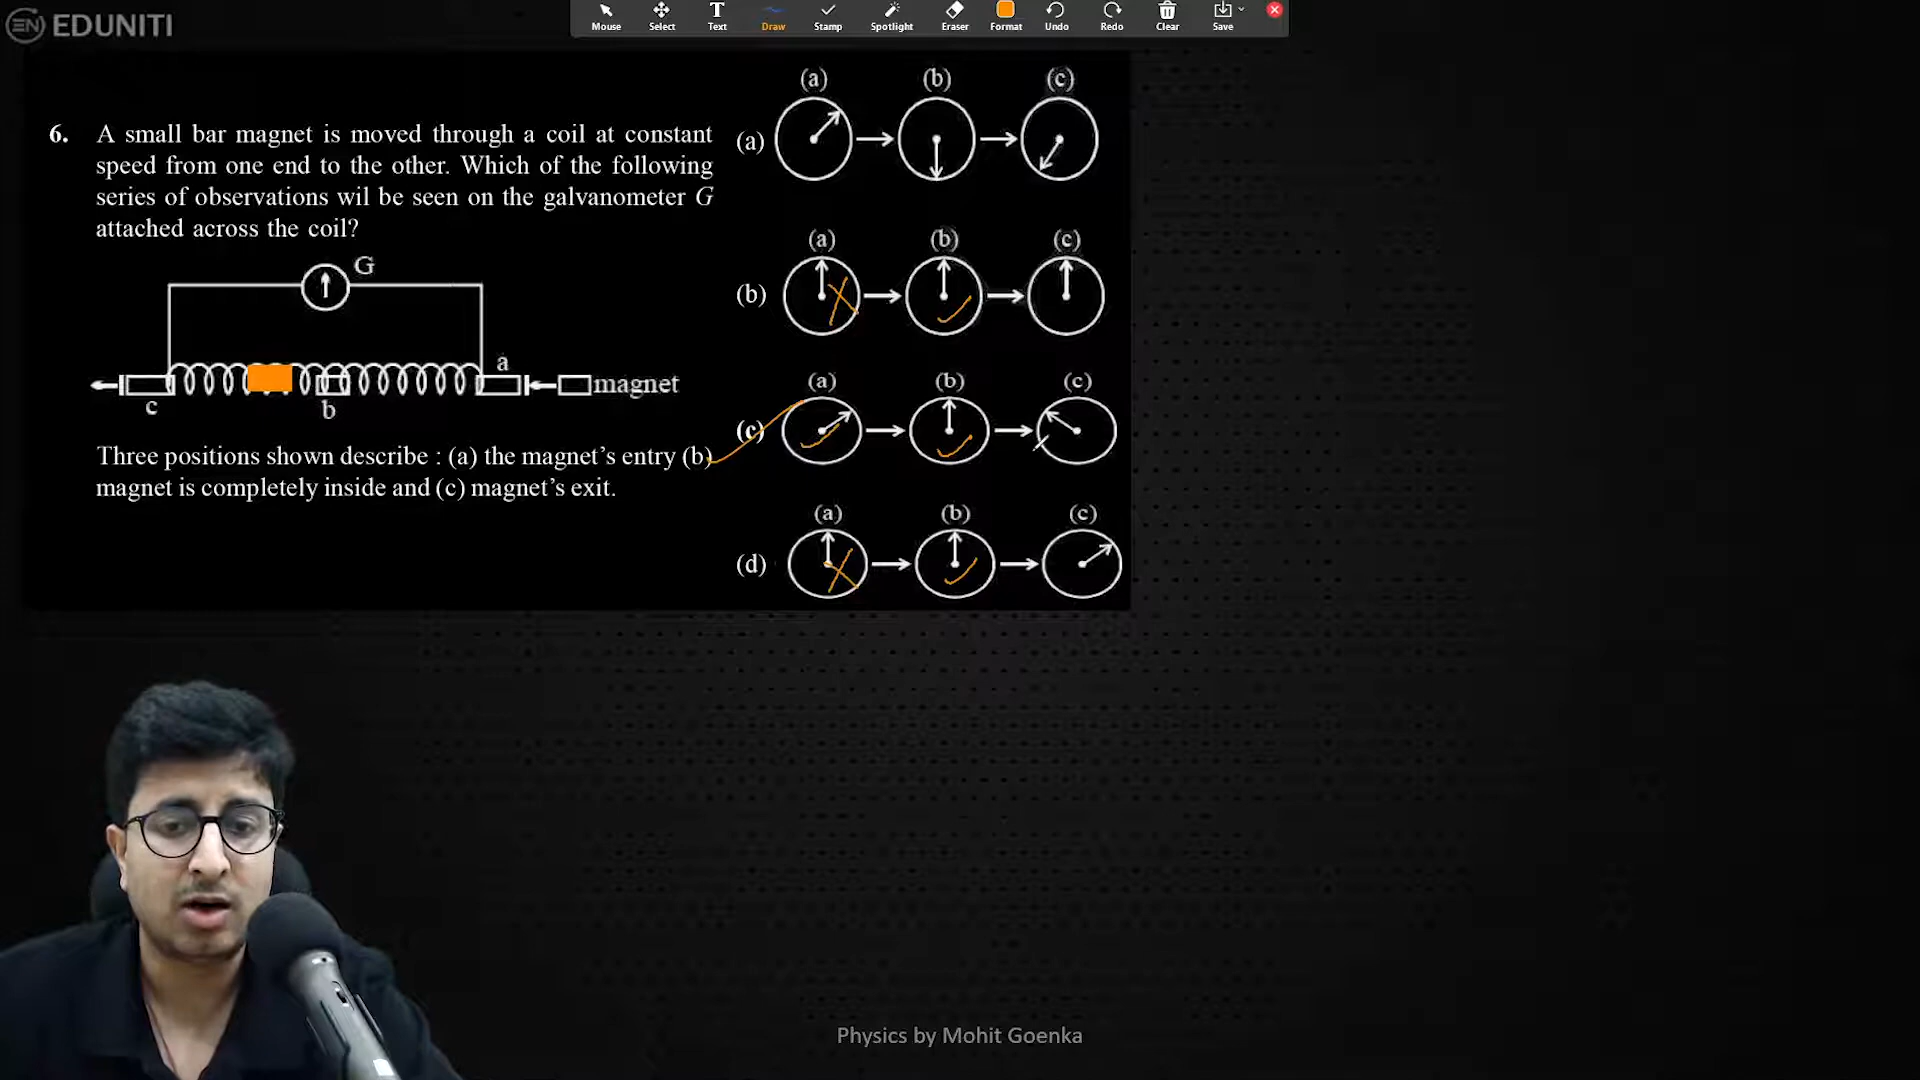 EDUNITI
Mouse
Select
Text
Draw
Stamp
Spotlight
Eraser
Format
Undo
Redo
Clear
Save
6. A small bar magnet is moved through a coil at constant
speed from one end to the other. Which of the following
series of observations wil be seen on the galvanometer G
attached across the coil?
G
a
magnet
c
b
Three positions shown describe : (a) the magnet's entry (b)
magnet is completely inside and (c) magnet's exit.
(a) (b) (c)
(a)
(a) (b) (c)
(b)
(a) (b) (c)
(c)
(a) (b) (c)
(d)
Physics by Mohit Goenka